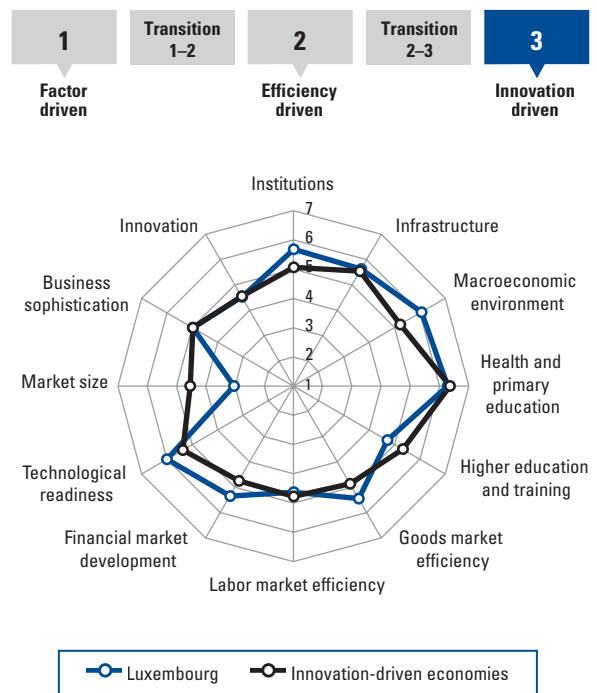 1
Transition
1–2
2
Transition
2–3
3
Factor
driven
Efficiency
driven
Innovation
driven
Institutions
Innovation
Infrastructure
Business
sophistication
Macroeconomic
environment
Market size
Health and
primary
education
Technological
readiness
Higher education
and training
Financial market
development
Goods market
efficiency
Labor market efficiency
7
6
5
4
3
2
1
Luxembourg
Innovation-driven economies